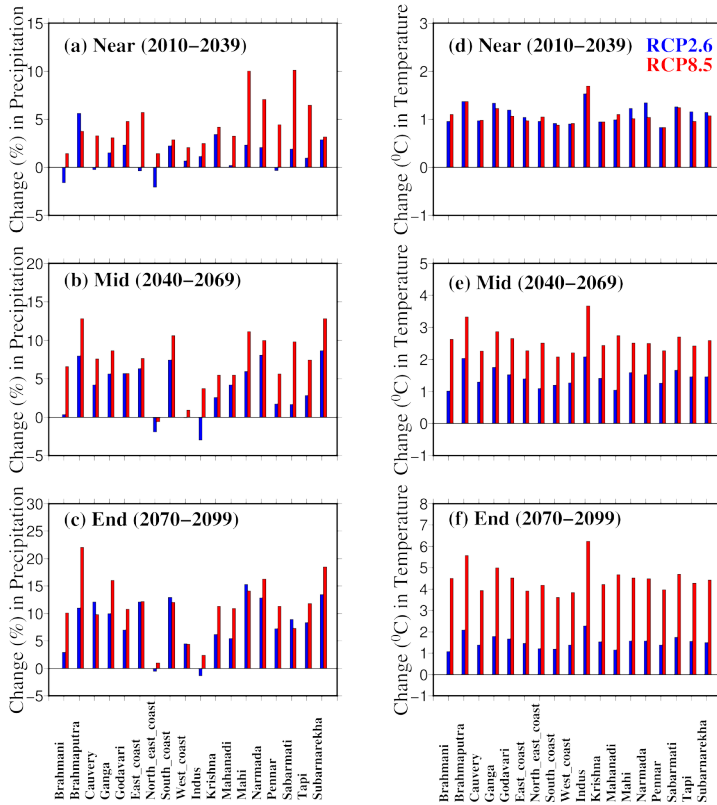 (a) Near (2010−2039)
Change (%) in Precipitation
15
10
5
0
−5
(d) Near (2010−2039)
RCP2.6
RCP8.5
Change (⁰C) in Temperature
3
2
1
0
−1
(b) Mid (2040−2069)
Change (%) in Precipitation
20
15
10
5
0
−5
(e) Mid (2040−2069)
Change (⁰C) in Temperature
5
4
3
2
1
0
−1
(c) End (2070−2099)
Change (%) in Precipitation
30
25
20
15
10
5
0
−5
(f) End (2070−2099)
Change (⁰C) in Temperature
8
7
6
5
4
3
2
1
0
−1
Brahmani
Brahmaputra
Cauvery
Ganga
Godavari
East_coast
North_east_coast
South_coast
West_coast
Indus
Krishna
Mahanadi
Mahi
Narmada
Pennar
Sabarmati
Tapi
Subarnarekha
Brahmani
Brahmaputra
Cauvery
Ganga
Godavari
East_coast
North_east_coast
South_coast
West_coast
Indus
Krishna
Mahanadi
Mahi
Narmada
Pennar
Sabarmati
Tapi
Subarnarekha